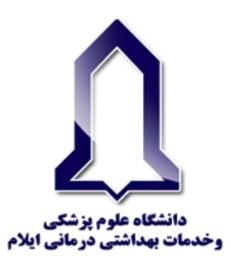 دانشگاه علوم پزشکی
وخدمات بهداشتی درمانی ایلام